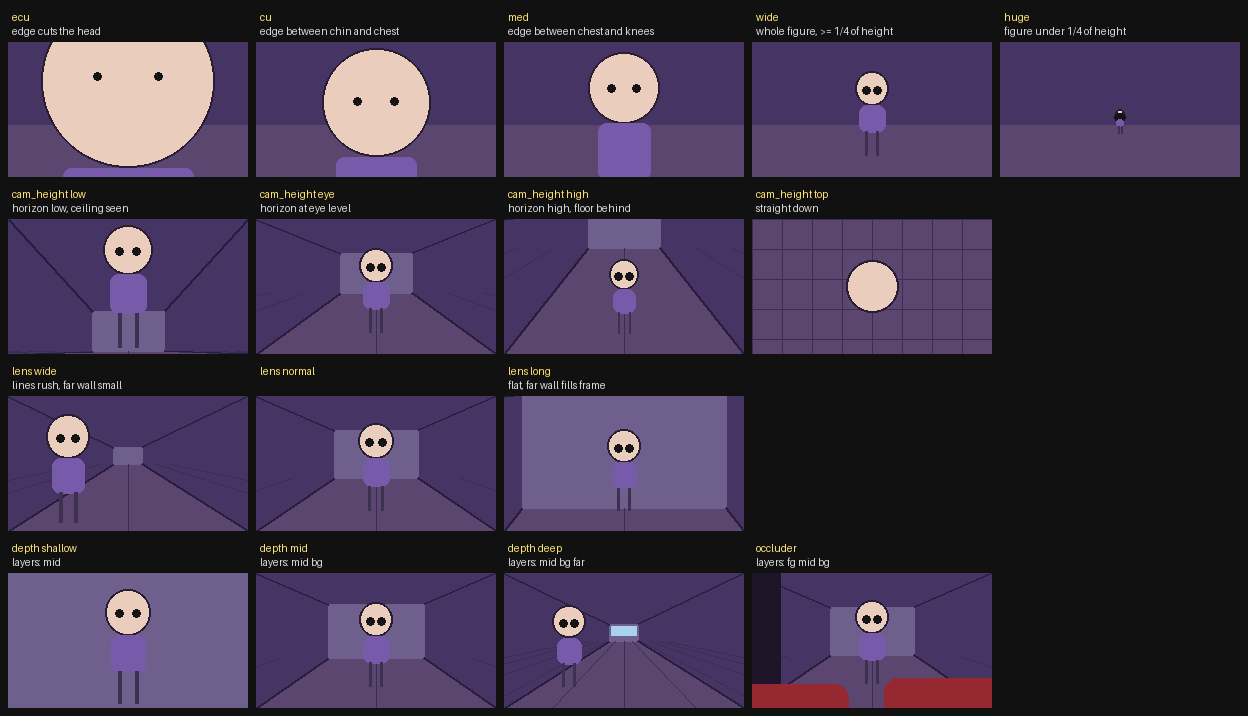 ecu
edge cuts the head
cu
edge between chin and chest
med
edge between chest and knees
wide
whole figure, >= 1/4 of height
huge
figure under 1/4 of height
cam_height low
horizon low, ceiling seen
cam_height eye
horizon at eye level
cam_height high
horizon high, floor behind
cam_height top
straight down
lens wide
lines rush, far wall small
lens normal
lens long
flat, far wall fills frame
depth shallow
layers: mid
depth mid
layers: mid bg
depth deep
layers: mid bg far
occluder
layers: fg mid bg